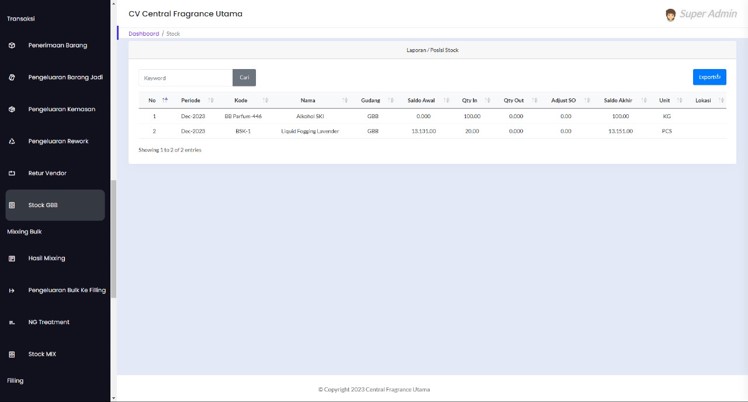 Transaksi
Penerimaan Barang
Pengeluaran Barang Jadi
Pengeluaran Kemasan
Pengeluaran Rework
Retur Vendor
Stock GBB
Mixxing Bulk
Hasil Mixxing
Pengeluaran Bulk Ke Filling
NG Treatment
Stock MIX
Filling
CV Central Fragrance Utama
Super Admin
Dashboard / Stock
Laporan / Posisi Stock
Keyword Cari Exportxls
No Periode Kode Nama Gudang Saldo Awal Qty In Qty Out Adjust SO Saldo Akhir Unit Lokasi
1 Dec-2023 BB Parfum-446 Alkohol SKI GBB 0.000 100.00 0.000 0.00 100.00 KG
2 Dec-2023 BSK-1 Liquid Fogging Lavender GBB 13.131.00 20.00 0.000 0.00 13.151.00 PCS
Showing 1 to 2 of 2 entries
© Copyright 2023 Central Fragrance Utama